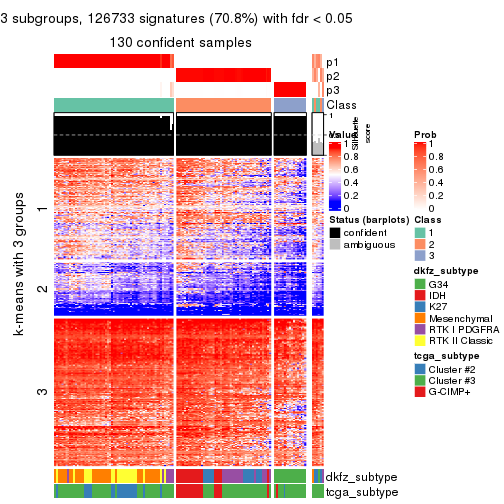 3 subgroups, 126733 signatures (70.8%) with fdr < 0.05
130 confident samples
p1
p2
p3
Class
1
Silhouette
score
Value
1
0.8
0.6
0.4
0.2
0
Prob
1
0.8
0.6
0.4
0.2
0
Status (barplots)
confident
ambiguous
Class
1
2
3
dkfz_subtype
G34
IDH
K27
Mesenchymal
RTK I PDGFRA
RTK II Classic
tcga_subtype
Cluster #2
Cluster #3
G-CIMP+
k-means with 3 groups
1
2
3
dkfz_subtype
tcga_subtype